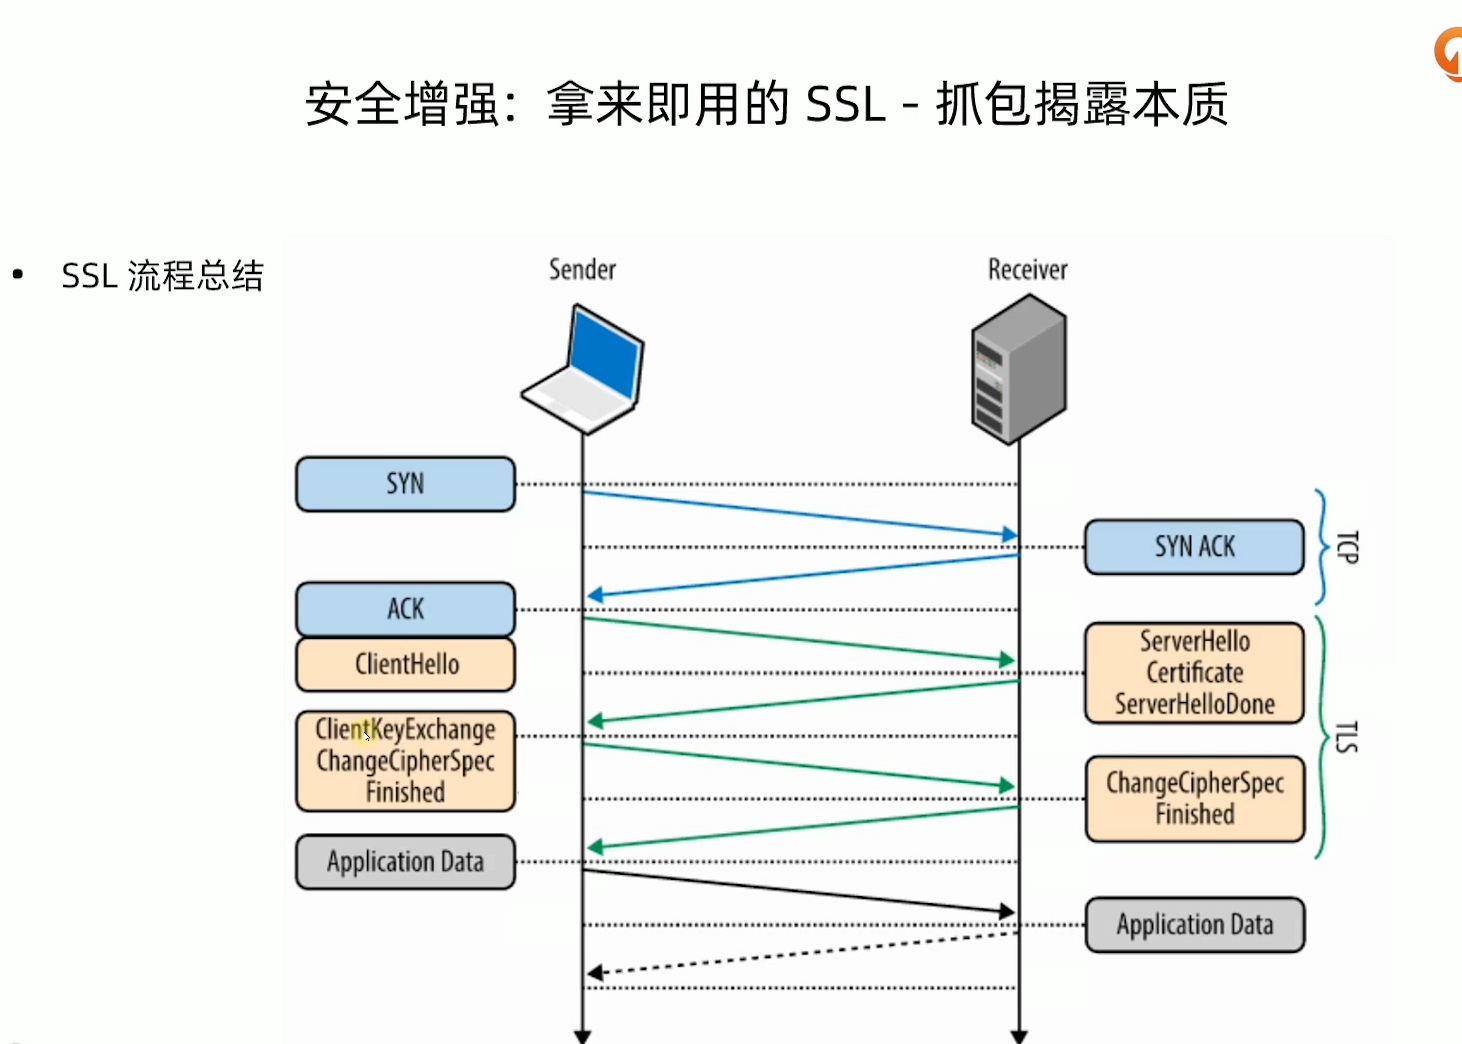 安全增强：拿来即用的 SSL - 抓包揭露本质
• SSL 流程总结
Sender
Receiver
SYN
SYN ACK
TCP
ACK
ClientHello
ServerHello
Certificate
ServerHelloDone
TLS
ClientKeyExchange
ChangeCipherSpec
Finished
ChangeCipherSpec
Finished
Application Data
Application Data